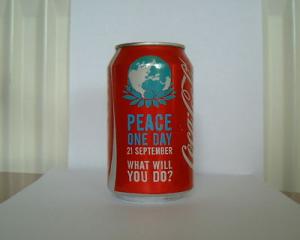 PEACE
ONE DAY
21 SEPTEMBER
WHAT WILL
YOU DO?
Coca-Cola